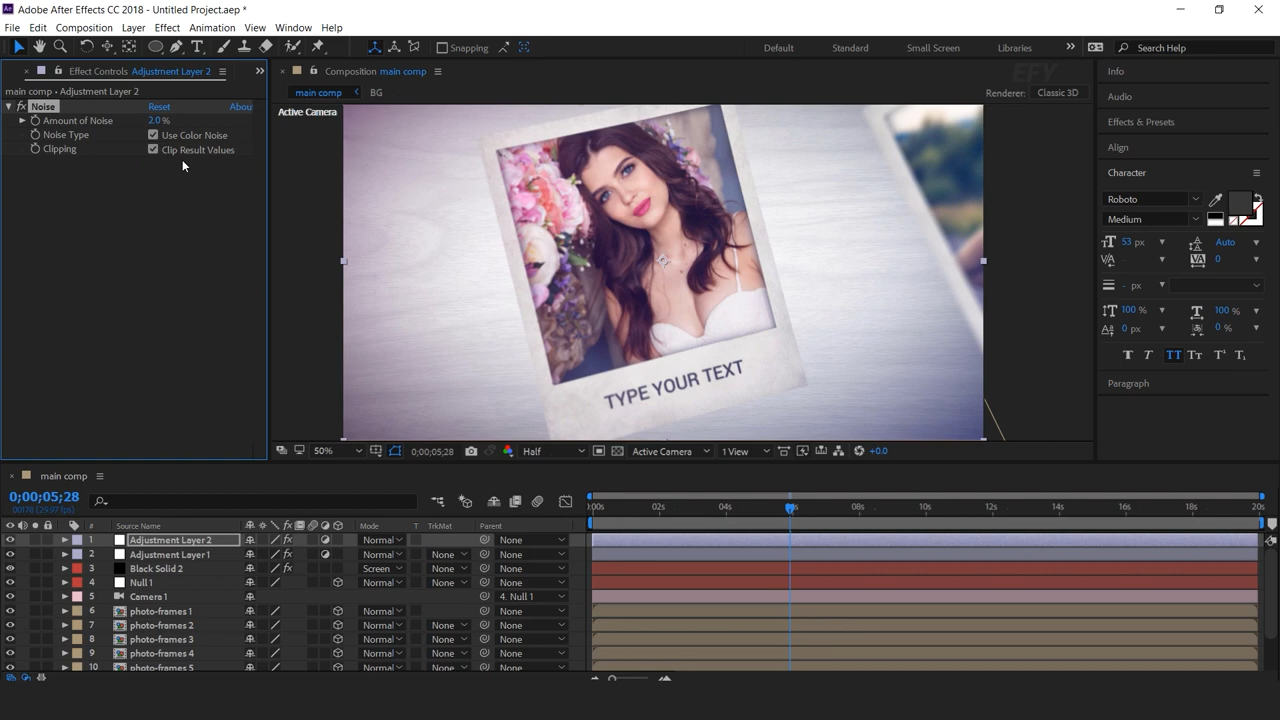 Adobe After Effects CC 2018 - Untitled Project.aep *
File Edit Composition Layer Effect Animation View Window Help
Snapping
Default Standard Small Screen Libraries
Search Help
Effect Controls Adjustment Layer 2
Composition main comp
main comp • Adjustment Layer 2
main comp BG
Renderer: Classic 3D
EFY
Noise Reset Abou
Amount of Noise 2.0 %
Noise Type Use Color Noise
Clipping Clip Result Values
Active Camera
TYPE YOUR TEXT
50% 0;00;05;28 Half Active Camera 1 View +0.0
Info
Audio
Effects & Presets
Align
Character
Roboto
Medium
53 px Auto
0
- px
100 % 100 %
0 px 0 %
Paragraph
main comp
0;00;05;28
00178 (29.97 fps)
:00s 02s 04s 06s 08s 10s 12s 14s 16s 18s 20s
# Source Name Mode T TrkMat Parent
1 Adjustment Layer 2 Normal None
2 Adjustment Layer 1 Normal None None
3 Black Solid 2 Screen None None
4 Null 1 Normal None None
5 Camera 1 4. Null 1
6 photo-frames 1 Normal None
7 photo-frames 2 Normal None None
8 photo-frames 3 Normal None None
9 photo-frames 4 Normal None None
10 photo-frames 5 Normal None None